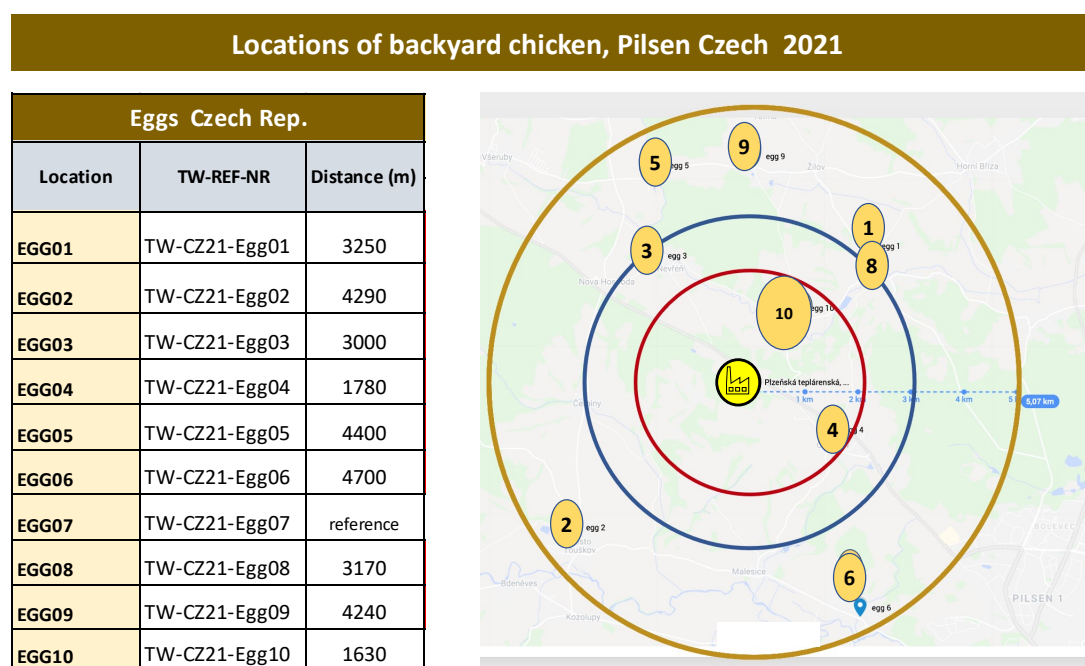 Locations of backyard chicken, Pilsen Czech 2021
Eggs Czech Rep.
Location TW-REF-NR Distance (m)
EGG01 TW-CZ21-Egg01 3250
EGG02 TW-CZ21-Egg02 4290
EGG03 TW-CZ21-Egg03 3000
EGG04 TW-CZ21-Egg04 1780
EGG05 TW-CZ21-Egg05 4400
EGG06 TW-CZ21-Egg06 4700
EGG07 TW-CZ21-Egg07 reference
EGG08 TW-CZ21-Egg08 3170
EGG09 TW-CZ21-Egg09 4240
EGG10 TW-CZ21-Egg10 1630
9
egg 9
5
egg 5
Všeruby
Žilov
Horní Bříza
1
egg 1
3
egg 3
8
Nevřeň
Nová
10
egg 10
Plzeňská teplárenská, ...
1 km 2 km 3 km 4 km 5
5,07 km
4
4
2
egg 2
Touškov
BOLEVEC
Malesice
6
Bdeněves
egg 6
PILSEN 1
Kozolupy